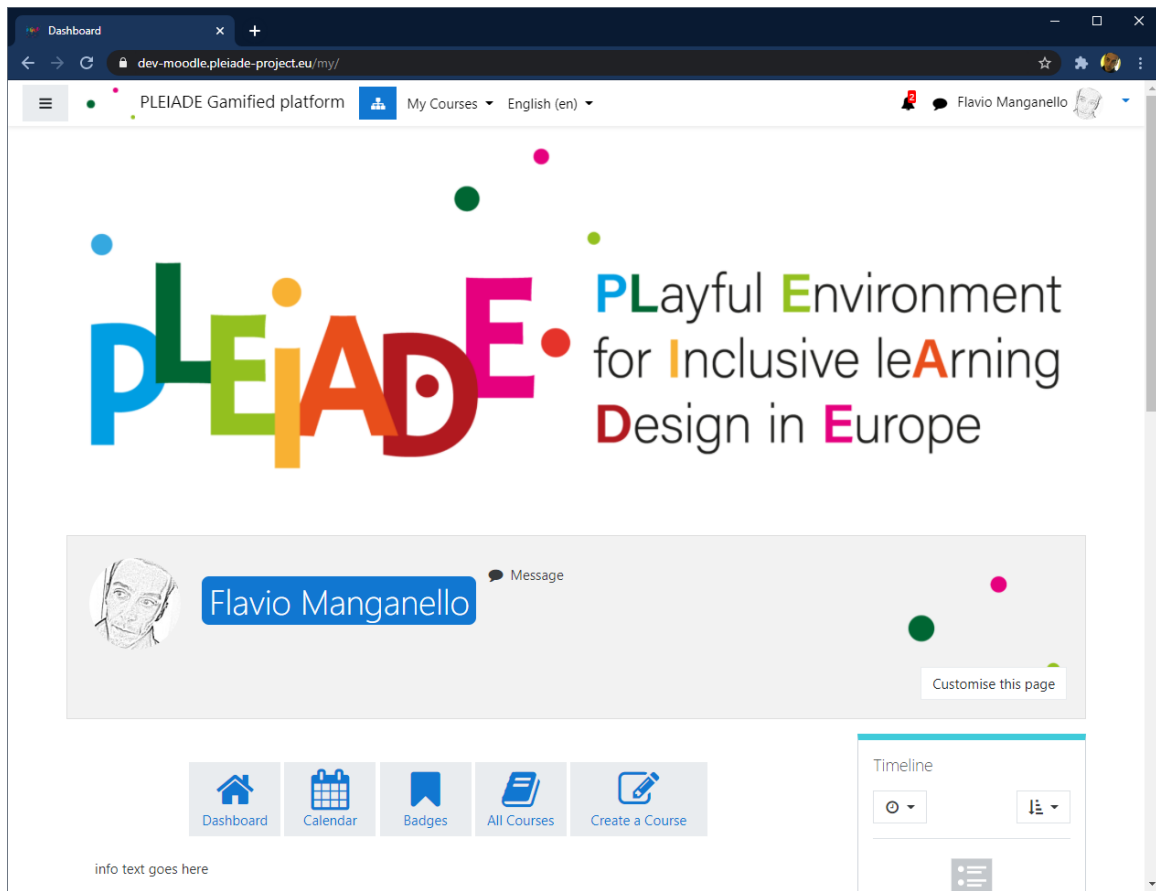 Dashboard
dev-moodle.pleiade-project.eu/my/
PLEIADE Gamified platform
My Courses
English (en)
2
Flavio Manganello
PLEIADE
PLayful Environment
for Inclusive leArning
Design in Europe
Flavio Manganello
Message
Customise this page
Dashboard
Calendar
Badges
All Courses
Create a Course
info text goes here
Timeline